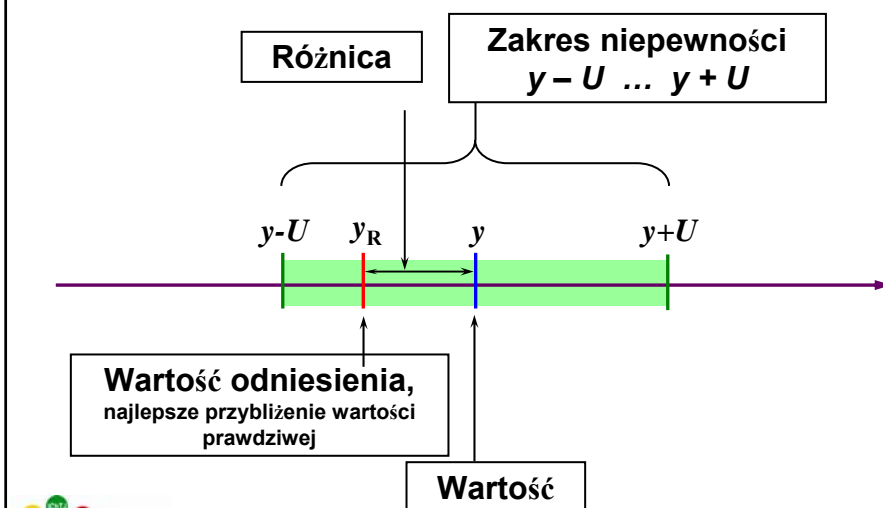 Różnica
Zakres niepewności
y – U ... y + U
y-U yR y y+U
Wartość odniesienia,
najlepsze przybliżenie wartości
prawdziwej
Wartość